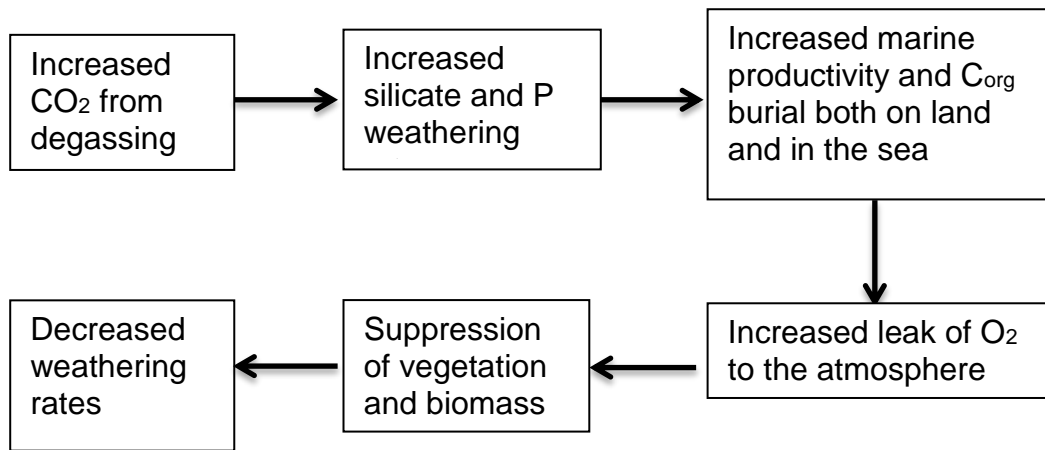 Increased
CO₂ from
degassing
Increased
silicate and P
weathering
Increased marine
productivity and Corg
burial both on land
and in the sea
Increased leak of O₂
to the atmosphere
Suppression
of vegetation
and biomass
Decreased
weathering
rates